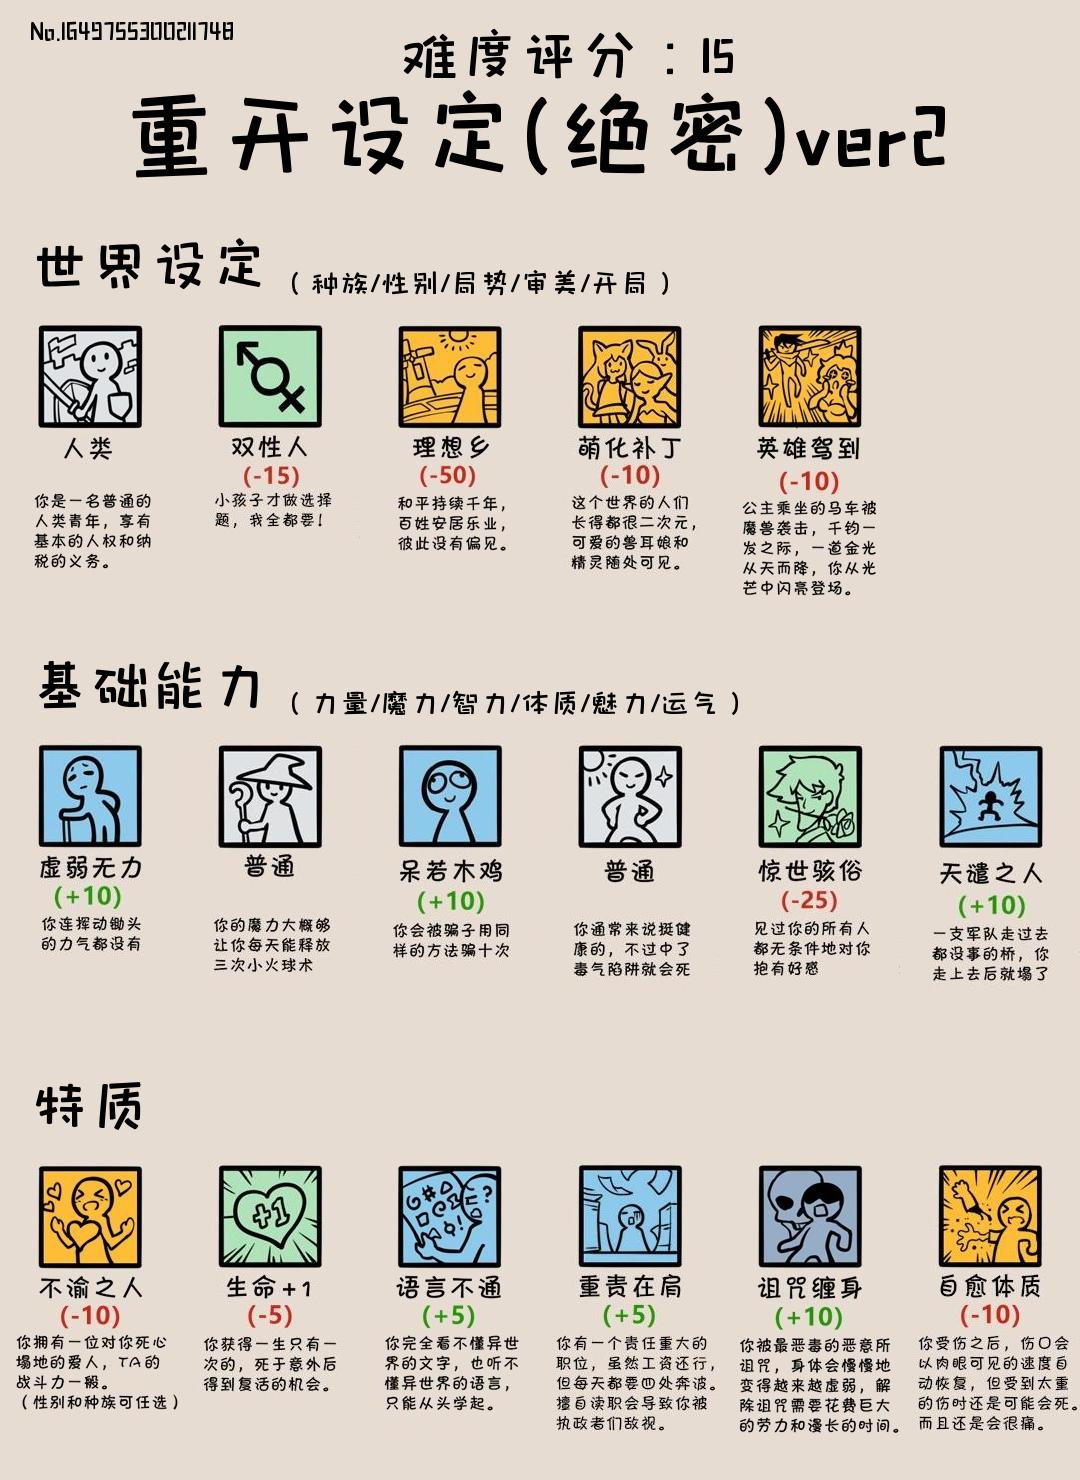 No.1649755300211748
难度评分：15
重开设定(绝密)ver2
世界设定（种族/性别/局势/审美/开局）
人类
你是一名普通的
人类青年，享有
基本的人权和纳
税的义务。
双性人
(-15)
小孩子才做选择
题，我全都要！
理想乡
(-50)
和平持续千年，
百姓安居乐业，
彼此没有偏见。
萌化补丁
(-10)
这个世界的人们
长得都很二次元，
可爱的兽耳娘和
精灵随处可见。
英雄驾到
(-10)
公主乘坐的马车被
魔兽袭击，千钧一
发之际，一道金光
从天而降，你从光
芒中闪亮登场。
基础能力（力量/魔力/智力/体质/魅力/运气）
虚弱无力
(+10)
你连挥动锄头
的力气都没有
普通
你的魔力大概够
让你每天能释放
三次小火球术
呆若木鸡
(+10)
你会被骗子用同
样的方法骗十次
普通
你通常来说挺健
康的，不过中了
毒气陷阱就会死
惊世骇俗
(-25)
见过你的所有人
都无条件地对你
抱有好感
天谴之人
(+10)
一支军队走过去
都没事的桥，你
走上去后就塌了
特质
不渝之人
(-10)
你拥有一位对你死心
塌地的爱人，TA的
战斗力一般。
（性别和种族可任选）
生命+1
(-5)
你获得一生只有一
次的，死于意外后
得到复活的机会。
语言不通
(+5)
你完全看不懂异世
界的文字，也听不
懂异世界的语言，
只能从头学起。
重责在肩
(+5)
你有一个责任重大的
职位，虽然工资还行，
但每天都要四处奔波。
擅自渎职会导致你被
执政者们敌视。
诅咒缠身
(+10)
你被最恶毒的恶意所
诅咒，身体会慢慢地
变得越来越虚弱，解
除诅咒需要花费巨大
的劳力和漫长的时间。
自愈体质
(-10)
你受伤之后，伤口会
以肉眼可见的速度自
动恢复，但受到太重
的伤时还是可能会死。
而且还是会很痛。